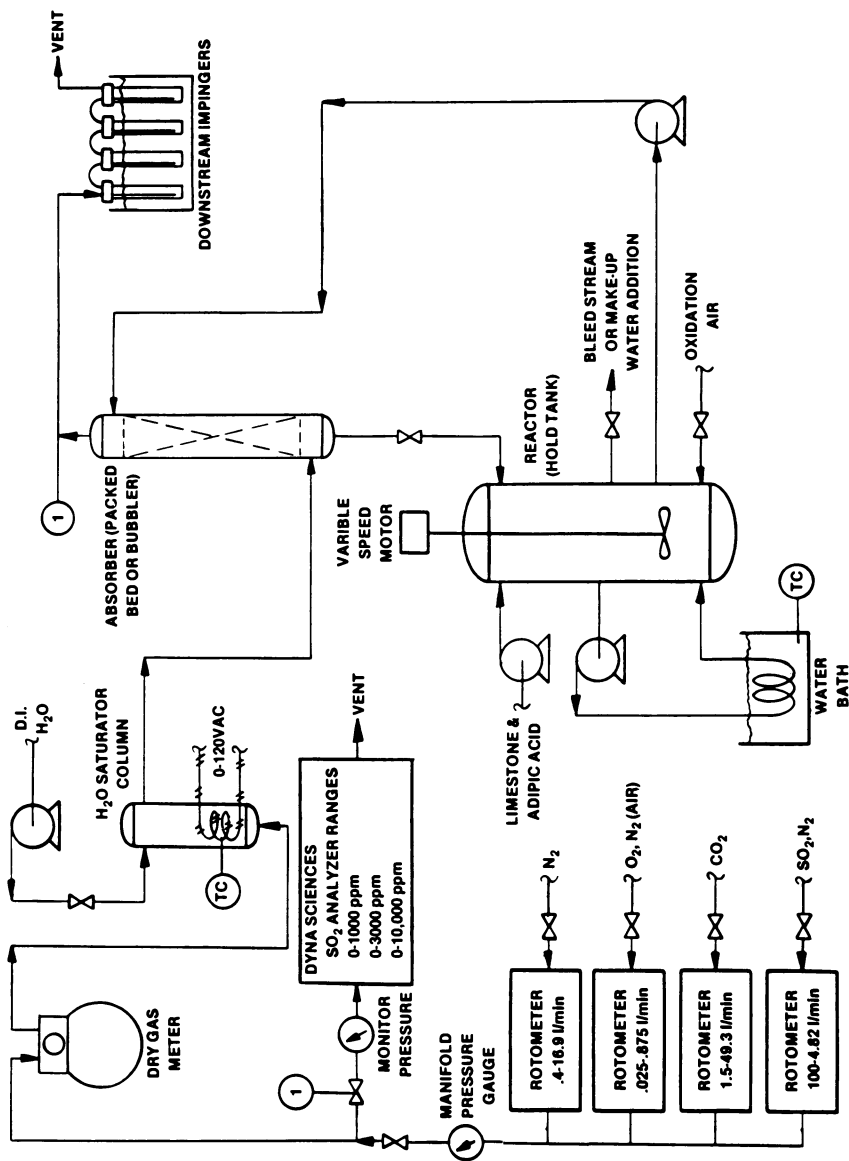 VENT
DOWNSTREAM IMPINGERS
1
ABSORBER (PACKED
BED OR BUBBLER)
D.I.
H₂O
H₂O SATURATOR
COLUMN
0-120VAC
TC
DRY GAS
METER
VARIBLE
SPEED
MOTOR
REACTOR
(HOLD TANK)
BLEED STREAM
OR MAKE-UP
WATER ADDITION
OXIDATION
AIR
DYNA SCIENCES
SO₂ ANALYZER RANGES
0-1000 ppm
0-3000 ppm
0-10,000 ppm
VENT
MONITOR
PRESSURE
1
LIMESTONE &
ADIPIC ACID
TC
WATER
BATH
MANIFOLD
PRESSURE
GAUGE
ROTOMETER
.4-16.9 l/min
N₂
ROTOMETER
.025-.875 l/min
O₂, N₂ (AIR)
ROTOMETER
1.5-49.3 l/min
CO₂
ROTOMETER
100-4.82 l/min
SO₂,N₂